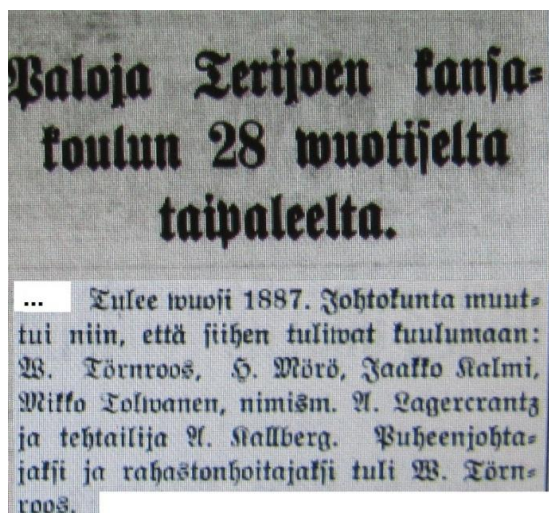 Paloja Terijoen kansa=
koulun 28 wuotiselta
taipaleelta.
... Tulee wuosi 1887. Johtokunta muut=
tui niin, että siihen tuliwat kuulumaan:
W. Törnroos, H. Mörö, Jaakko Kalmi,
Mikko Tolwanen, nimism. A. Lagercrantz
ja tehtailija A. Kallberg. Puheenjohta=
jaksi ja rahastonhoitajaksi tuli W. Törn=
roos.